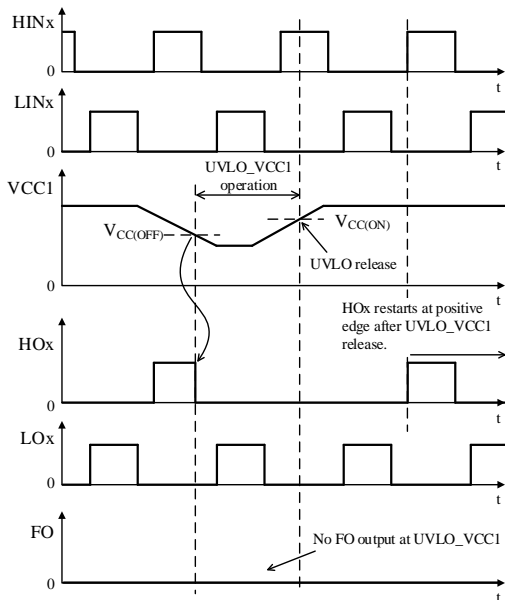 HINx
0
t
LINx
0
t
UVLO_VCC1
operation
VCC1
VCC(OFF)
VCC(ON)
UVLO release
0
t
HOx restarts at positive
edge after UVLO_VCC1
release.
HOx
0
t
LOx
0
t
FO
No FO output at UVLO_VCC1
0
t